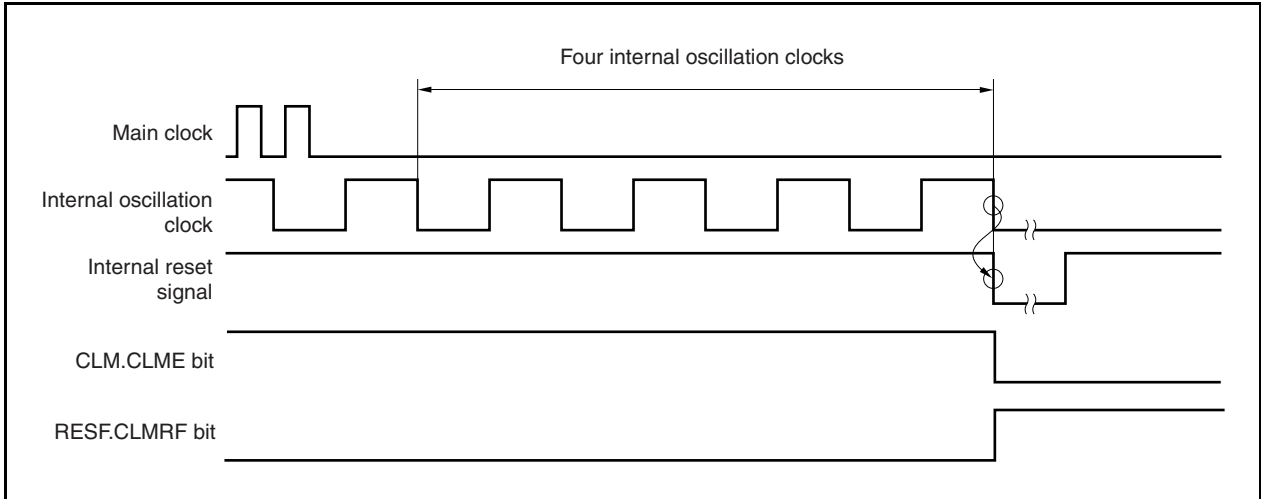 Four internal oscillation clocks
Main clock
Internal oscillation
clock
Internal reset
signal
CLM.CLME bit
RESF.CLMRF bit